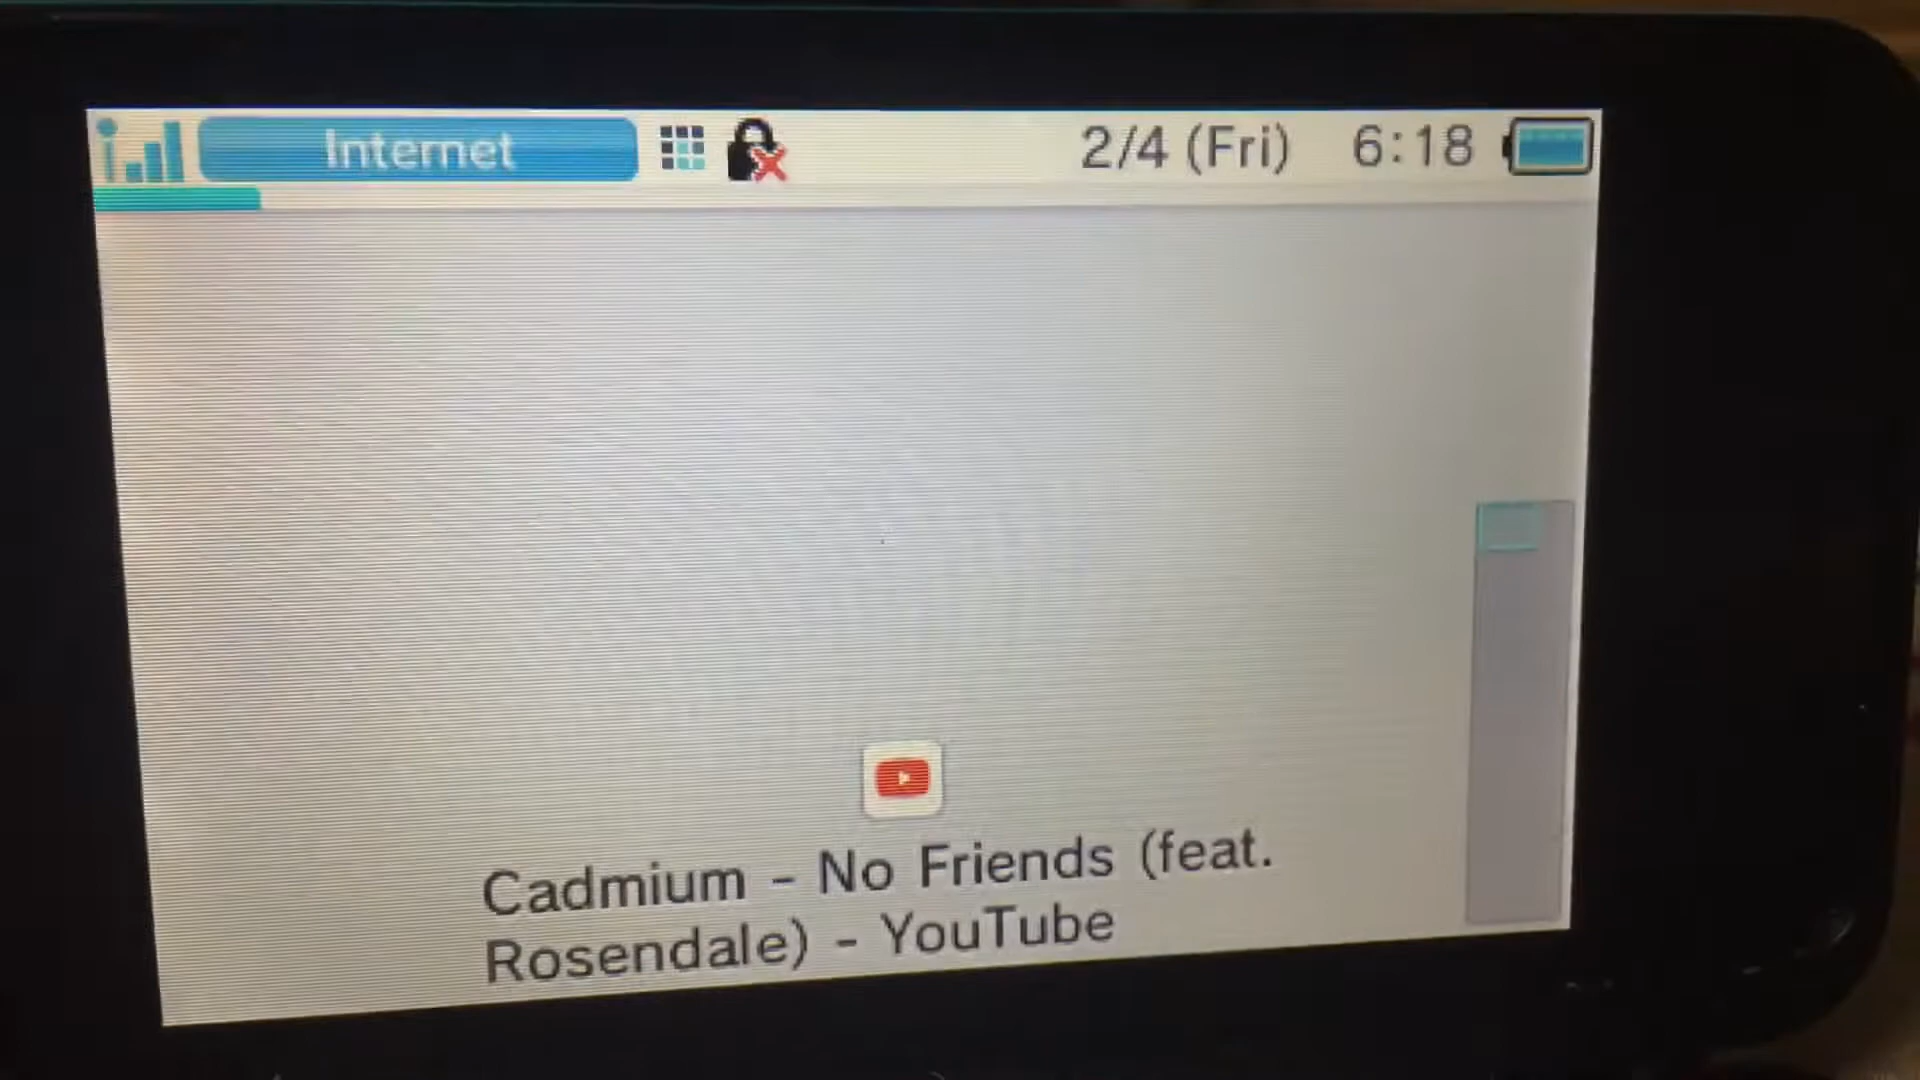 Internet 2/4 (Fri) 6:18
Cadmium - No Friends (feat.
Rosendale) - YouTube